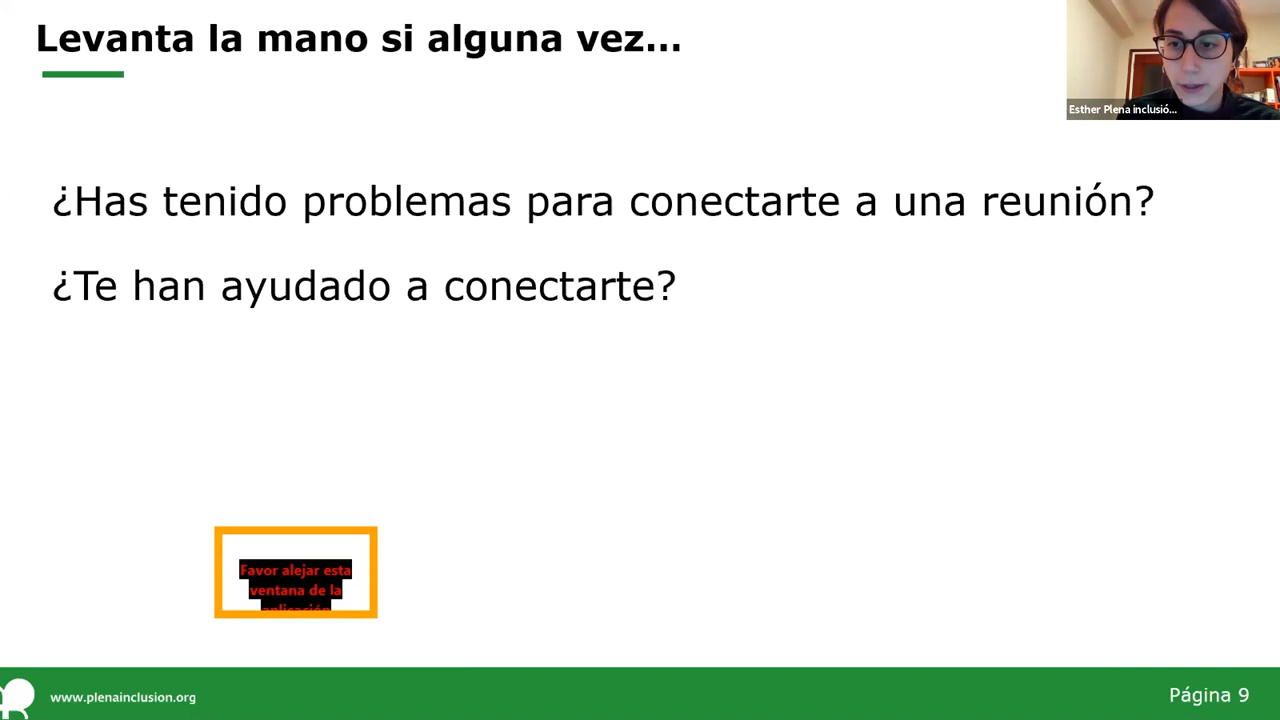 Levanta la mano si alguna vez...
Esther Plena inclusió...
¿Has tenido problemas para conectarte a una reunión?
¿Te han ayudado a conectarte?
Favor alejar esta
ventana de la
aplicación
www.plenainclusion.org
Página 9